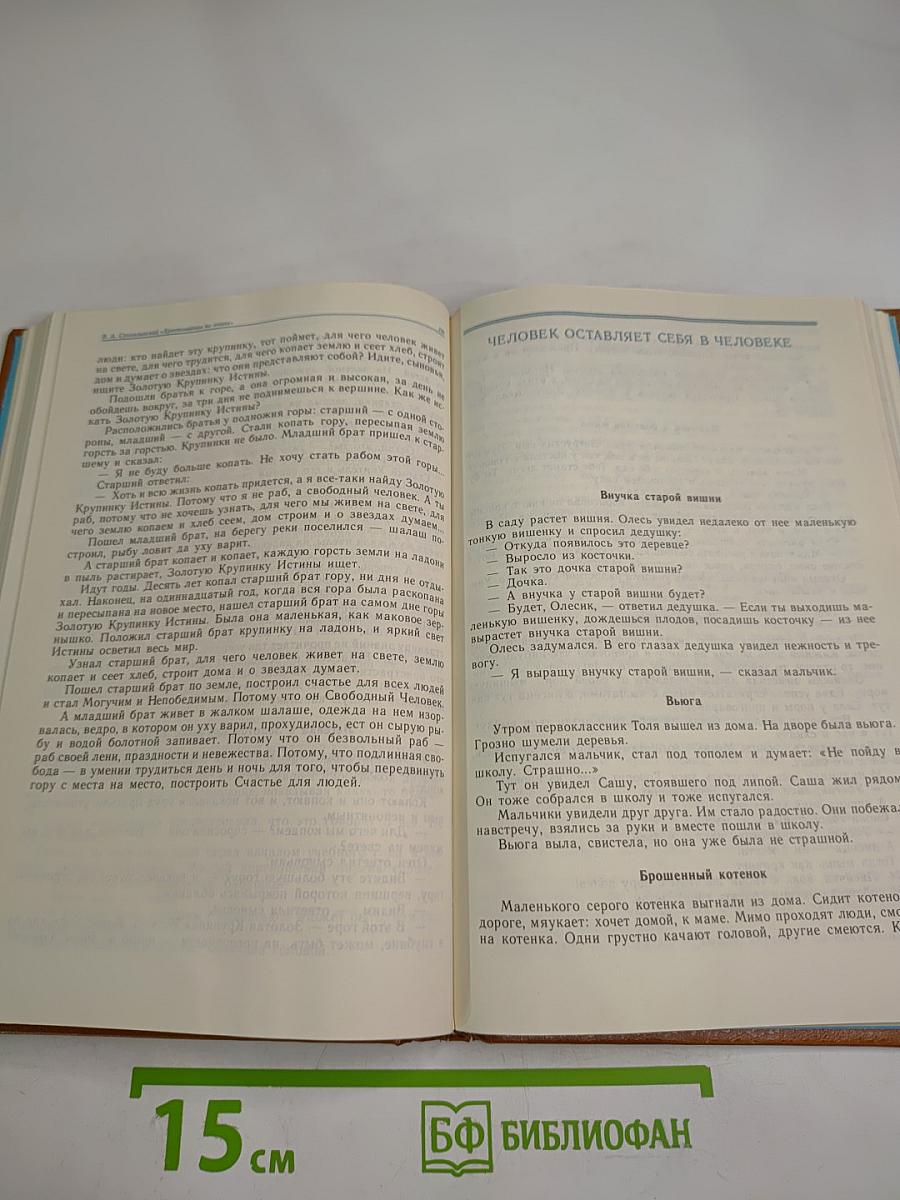 В. А. Сухомлинский «Хрестоматия по этике»
люди: кто найдет эту крупинку, тот поймет, для чего человек живет
на свете, для чего трудится, для чего копает землю и сеет хлеб, строит
дом и думает о звездах: что они представляют собой? Идите, сыновья,
ищите Золотую Крупинку Истины.
Подошли братья к горе, а она огромная и высокая, за день не
обойдешь вокруг, за три дня не поднимешься к вершине. Как же ис-
кать Золотую Крупинку Истины?
Расположились братья у подножия горы: старший — с одной сто-
роны, младший — с другой. Стали копать гору, пересыпая землю
горсть за горстью. Крупинки не было. Младший брат пришел к стар-
шему и сказал:
— Я не буду больше копать. Не хочу стать рабом этой горы...
Старший ответил:
— Хоть и всю жизнь копать придется, а я все-таки найду Золотую
Крупинку Истины. Потому что я не раб, а свободный человек. А ты
раб, потому что не хочешь узнать, для чего мы живем на свете, для
чего землю копаем и хлеб сеем, дом строим и о звездах думаем...
Пошел младший брат, на берегу реки поселился — шалаш по-
строил, рыбу ловит да уху варит.
А старший брат копает и копает, каждую горсть земли на ладони
в пыль растирает, Золотую Крупинку Истины ищет.
Идут годы. Десять лет копал старший брат гору, ни дня не отды-
хал. Наконец, на одиннадцатый год, когда вся гора была раскопана
и пересыпана на новое место, нашел старший брат на самом дне горы
Золотую Крупинку Истины. Была она маленькая, как маковое зер-
нышко. Положил старший брат крупинку на ладонь, и яркий свет
Истины осветил весь мир.
Узнал старший брат, для чего человек живет на свете, землю
копает и сеет хлеб, строит дома и о звездах думает.
Пошел старший брат по земле, построил счастье для всех людей
и стал Могучим и Непобедимым. Потому что он Свободный Человек.
А младший брат живет в жалком шалаше, одежда на нем изор-
валась, ведро, в котором он уху варил, прохудилось, ест он сырую ры-
бу и водой болотной запивает. Потому что он безвольный раб —
раб своей лени, праздности и невежества. Потому, что подлинная сво-
бода — в умении трудиться день и ночь для того, чтобы передвинуть
гору с места на место, построить Счастье для людей.
ЧЕЛОВЕК ОСТАВЛЯЕТ СЕБЯ В ЧЕЛОВЕКЕ
Внучка старой вишни
В саду растет вишня. Олесь увидел недалеко от нее маленькую
тонкую вишенку и спросил дедушку:
— Откуда появилось это деревце?
— Выросло из косточки.
— Так это дочка старой вишни?
— Дочка.
— А внучка у старой вишни будет?
— Будет, Олесик, — ответил дедушка. — Если ты выходишь ма-
ленькую вишенку, дождешься плодов, посадишь косточку — из нее
вырастет внучка старой вишни.
Олесь задумался. В его глазах дедушка увидел нежность и тре-
вогу.
— Я выращу внучку старой вишни, — сказал мальчик.
Вьюга
Утром первоклассник Толя вышел из дома. На дворе была вьюга.
Грозно шумели деревья.
Испугался мальчик, стал под тополем и думает: «Не пойду в
школу. Страшно...»
Тут он увидел Сашу, стоявшего под липой. Саша жил рядом
Он тоже собрался в школу и тоже испугался.
Мальчики увидели друг друга. Им стало радостно. Они побежал
навстречу, взялись за руки и вместе пошли в школу.
Вьюга выла, свистела, но она уже была не страшной.
Брошенный котенок
Маленького серого котенка выгнали из дома. Сидит котено
дороге, мяукает: хочет домой, к маме. Мимо проходят люди, смо
на котенка. Одни грустно качают головой, другие смеются. К
15 см
БФ БИБЛИОФАН